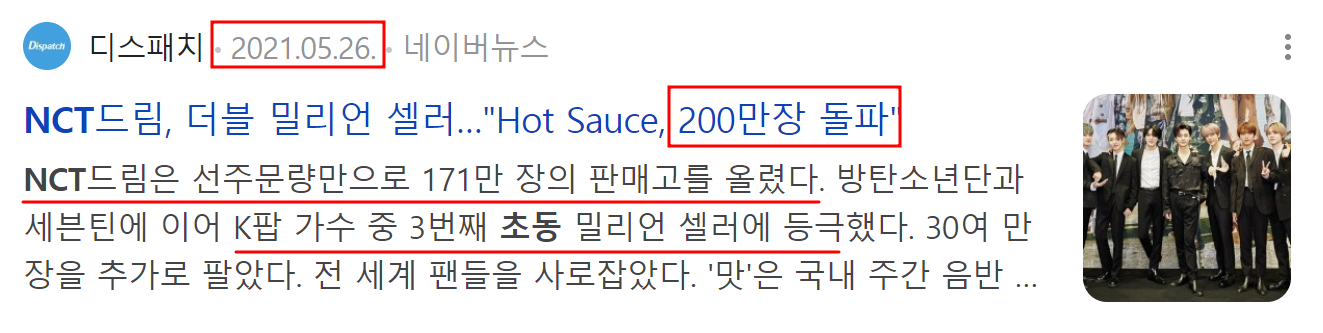 Dispatch 디스패치 · 2021.05.26. · 네이버뉴스
NCT드림, 더블 밀리언 셀러..."Hot Sauce, 200만장 돌파"
NCT드림은 선주문량만으로 171만 장의 판매고를 올렸다. 방탄소년단과
세븐틴에 이어 K팝 가수 중 3번째 초동 밀리언 셀러에 등극했다. 30여 만
장을 추가로 팔았다. 전 세계 팬들을 사로잡았다. '맛'은 국내 주간 음반 ...